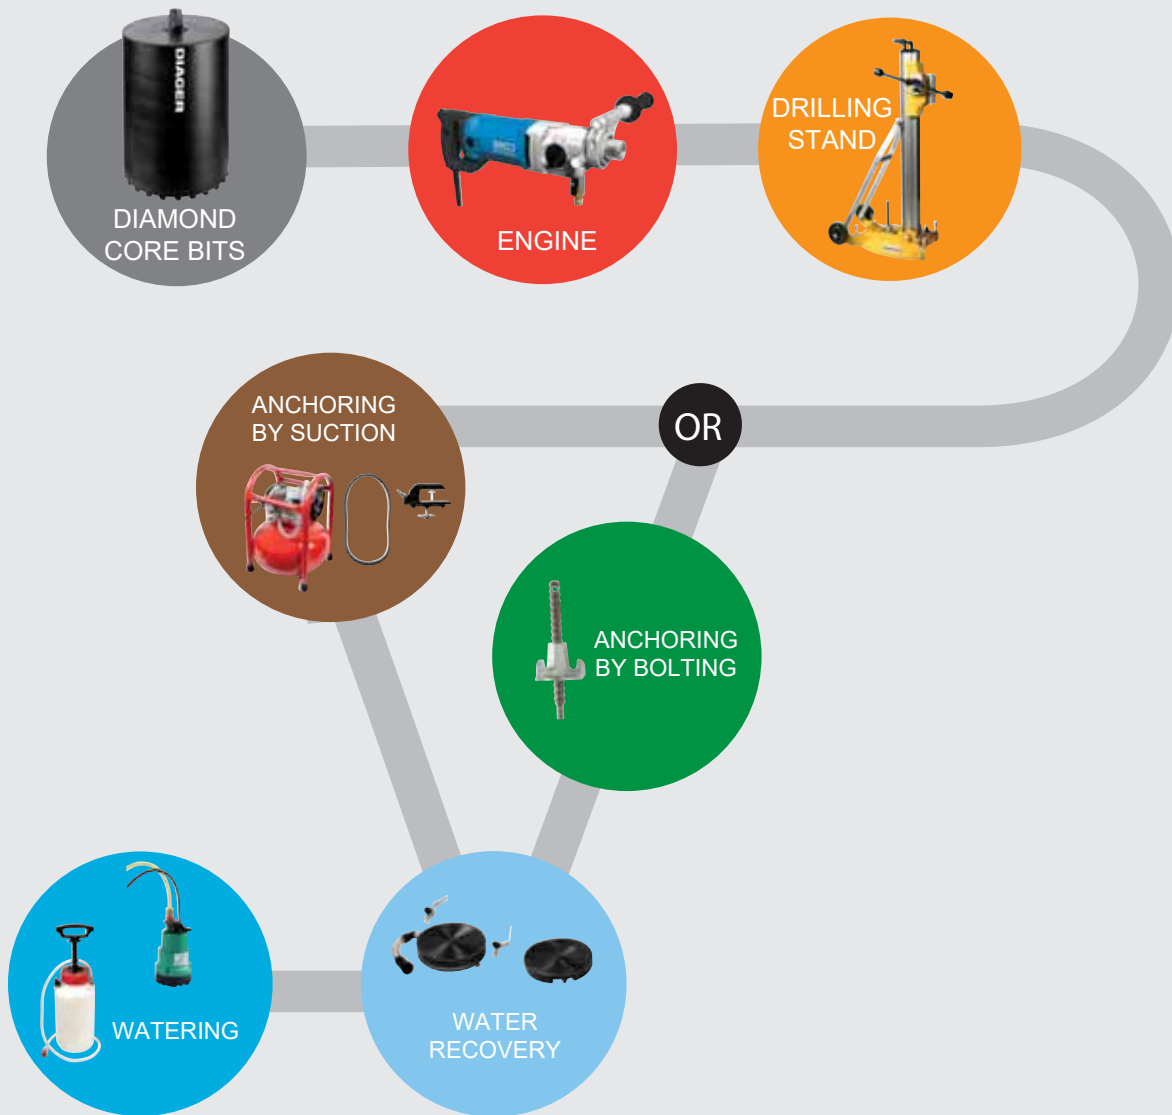 DIAGER
DIAMOND
CORE BITS
ENGINE
DRILLING
STAND
ANCHORING
BY SUCTION
OR
ANCHORING
BY BOLTING
WATERING
WATER
RECOVERY